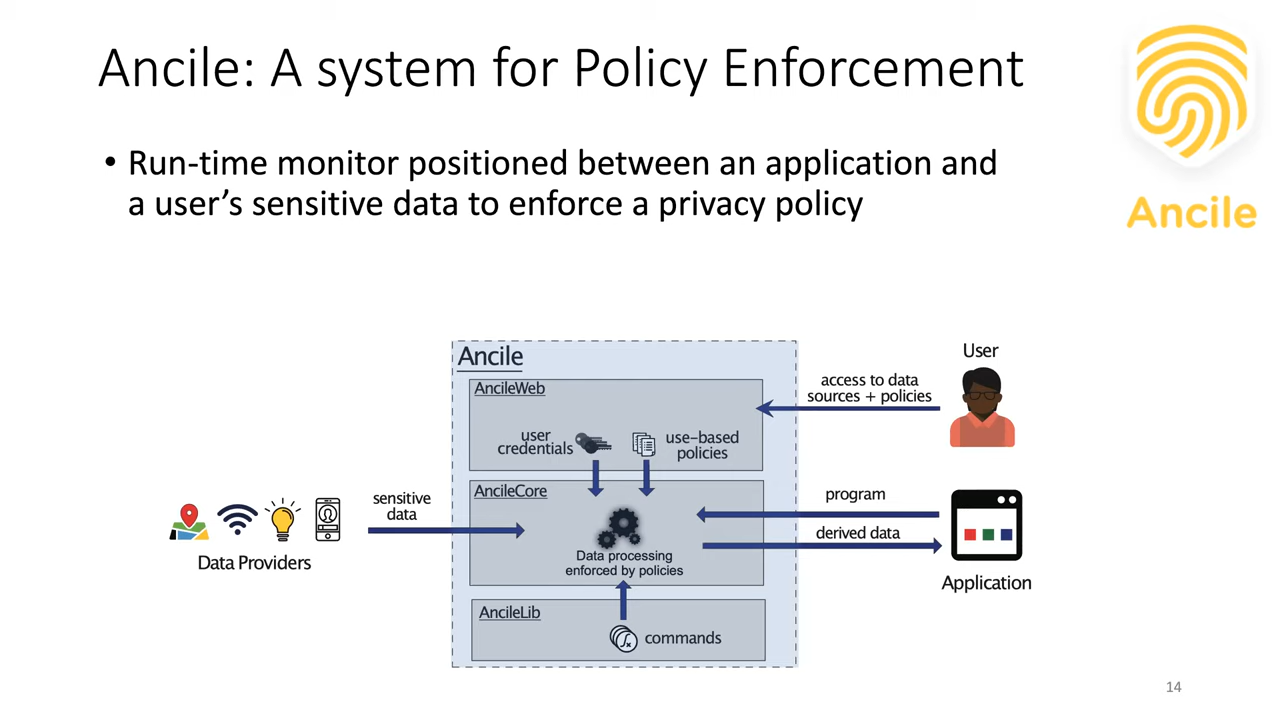 Ancile: A system for Policy Enforcement
Ancile
• Run-time monitor positioned between an application and
a user’s sensitive data to enforce a privacy policy
Ancile
AncileWeb
user
credentials
use-based
policies
User
access to data
sources + policies
AncileCore
Data processing
enforced by policies
sensitive
data
Data Providers
program
derived data
Application
AncileLib
commands
14